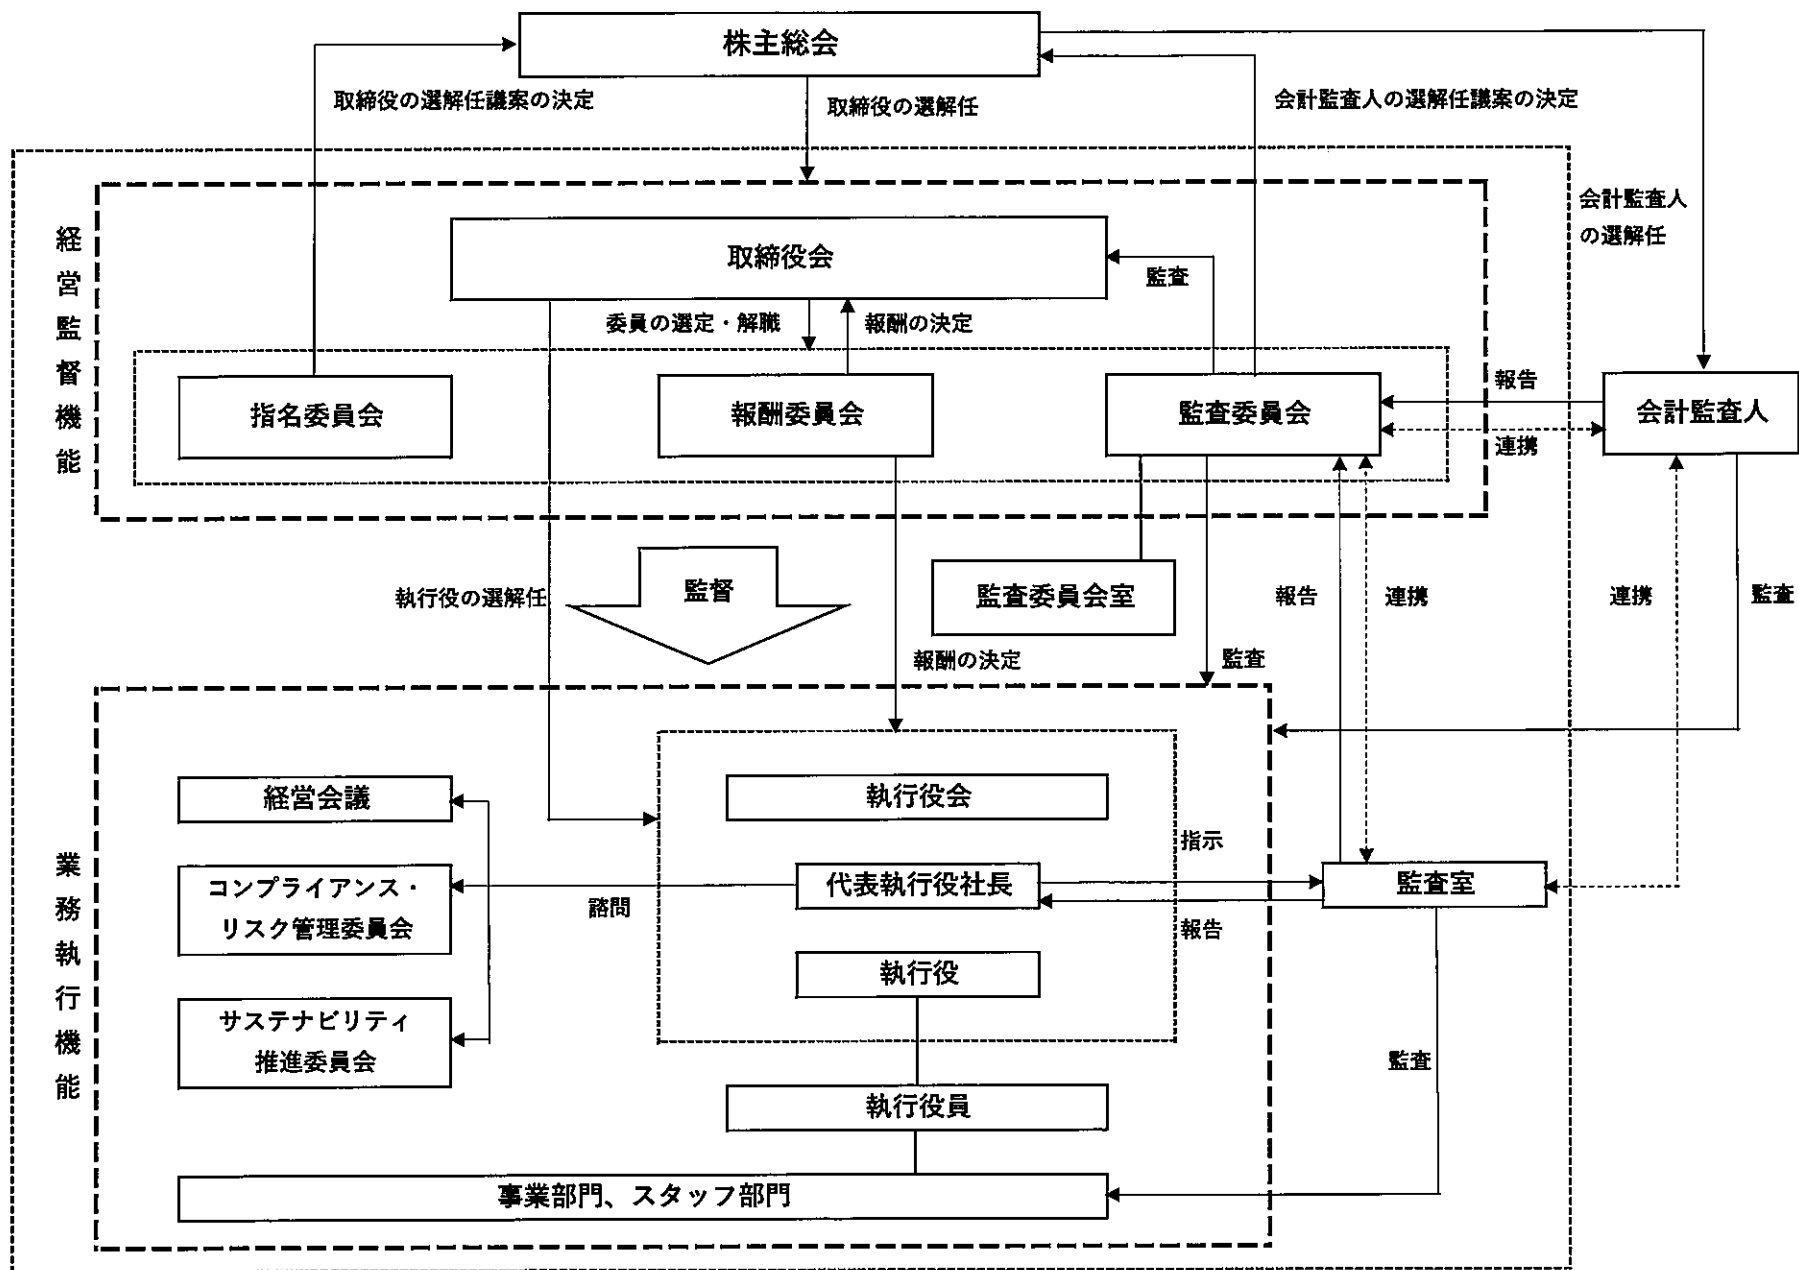 株主総会
取締役の選解任議案の決定
取締役の選解任
会計監査人の選解任議案の決定
会計監査人
の選解任
経営監督機能
取締役会
監査
委員の選定・解職
報酬の決定
指名委員会
報酬委員会
監査委員会
報告
連携
会計監査人
執行役の選解任
監督
監査委員会室
報告
連携
連携
監査
報酬の決定
監査
業務執行機能
経営会議
執行役会
指示
コンプライアンス・
リスク管理委員会
諮問
代表執行役社長
報告
監査室
執行役
サステナビリティ
推進委員会
監査
執行役員
事業部門、スタッフ部門